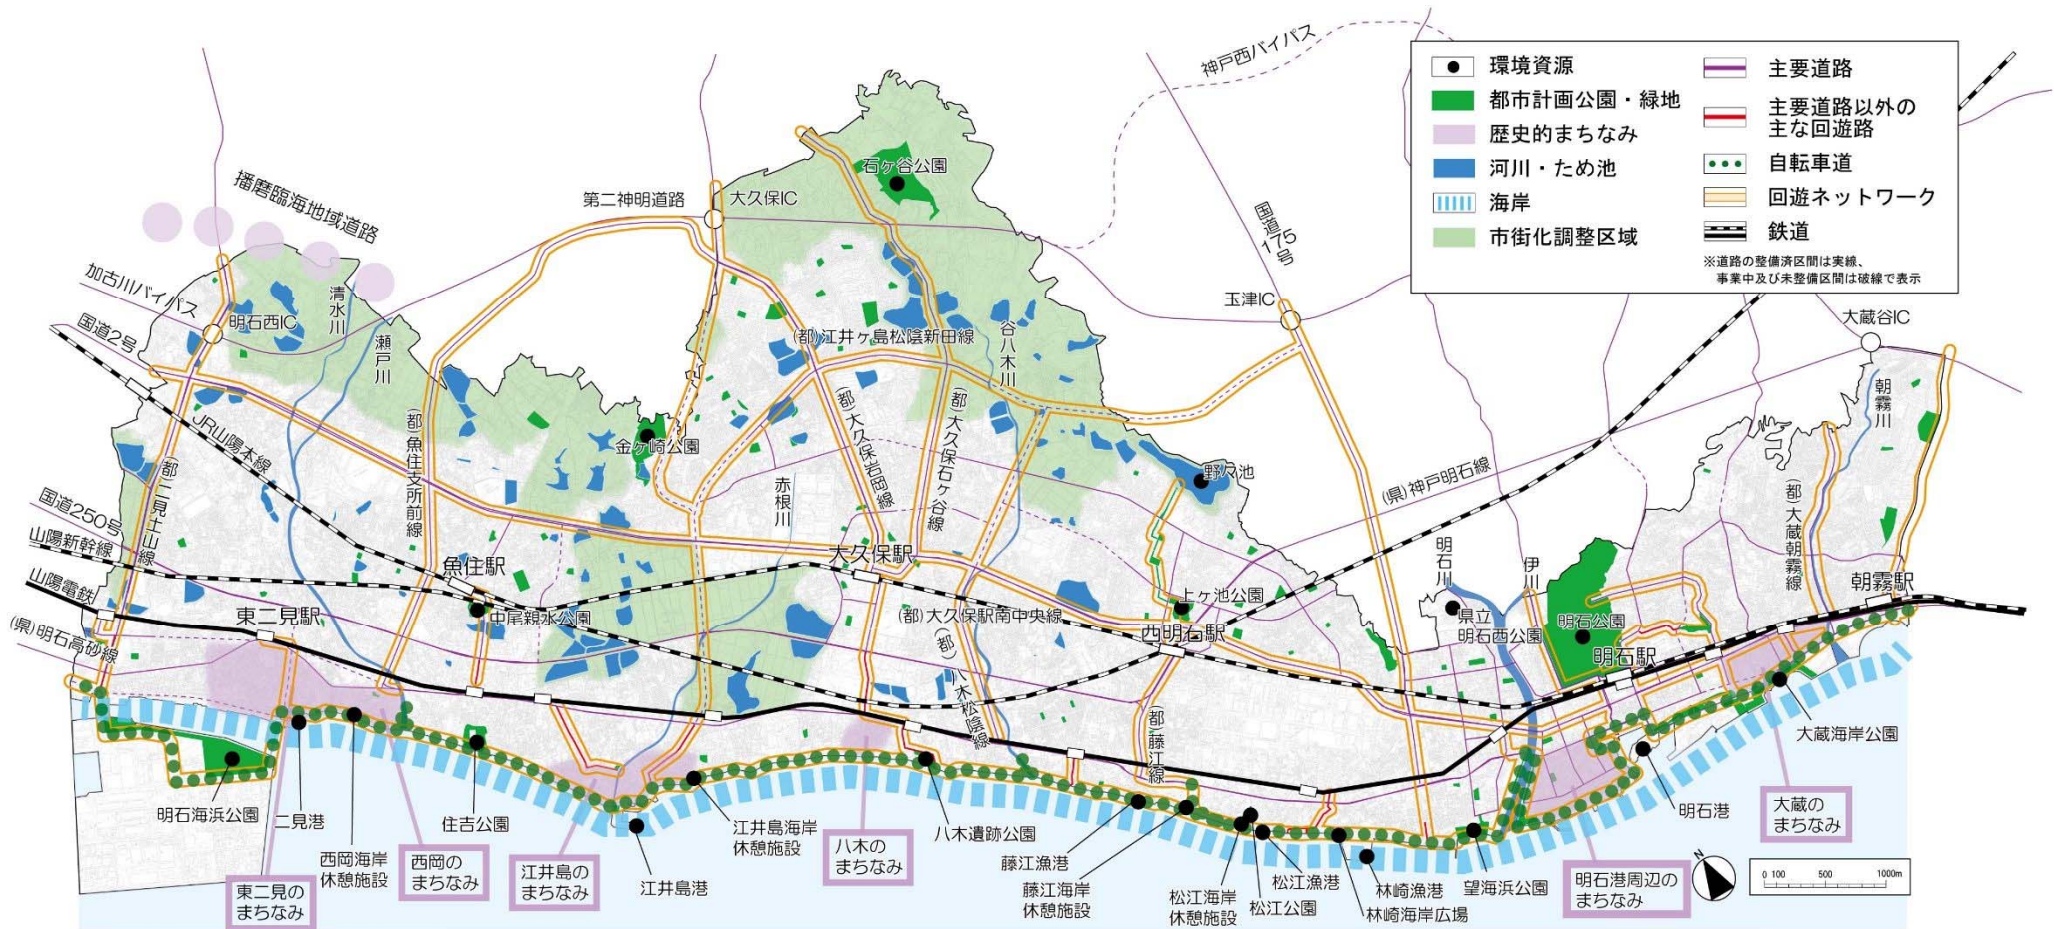 環境資源
都市計画公園・緑地
歴史的まちなみ
河川・ため池
海岸
市街化調整区域
主要道路
主要道路以外の
主な回遊路
自転車道
回遊ネットワーク
鉄道
※道路の整備済区間は実線、
事業中及び未整備区間は破線で表示
神戸西バイパス
石ヶ谷公園
播磨臨海地域道路
第二神明道路
大久保IC
国道175号
加古川バイパス
清水川
明石西IC
玉津IC
大蔵谷IC
国道2号
瀬戸川
(都)江井ヶ島松陰新田線
谷八木川
朝霧川
JR山陽本線
(都)魚住支所前線
金ヶ崎公園
(都)大久保岩岡線
(都)大久保石ヶ谷線
野々池
(県)神戸明石線
(都)二見土山線
赤根川
(都)大蔵朝霧線
国道250号
山陽新幹線
山陽電鉄
(県)明石高砂線
魚住駅
大久保駅
明石川
伊川
朝霧駅
東二見駅
中尾親水公園
(都)大久保駅南中央線
上ヶ池公園
西明石駅
県立
明石西公園
明石公園
明石駅
(都)八木松陰線
(都)藤江線
明石海浜公園
二見港
西岡海岸
休憩施設
東二見の
まちなみ
西岡の
まちなみ
住吉公園
江井島の
まちなみ
江井島港
江井島海岸
休憩施設
八木の
まちなみ
八木遺跡公園
藤江漁港
藤江海岸
休憩施設
松江海岸
休憩施設
松江公園
松江漁港
林崎漁港
林崎海岸広場
望海浜公園
明石港周辺の
まちなみ
明石港
大蔵海岸公園
大蔵の
まちなみ
N
0 100 500 1000m